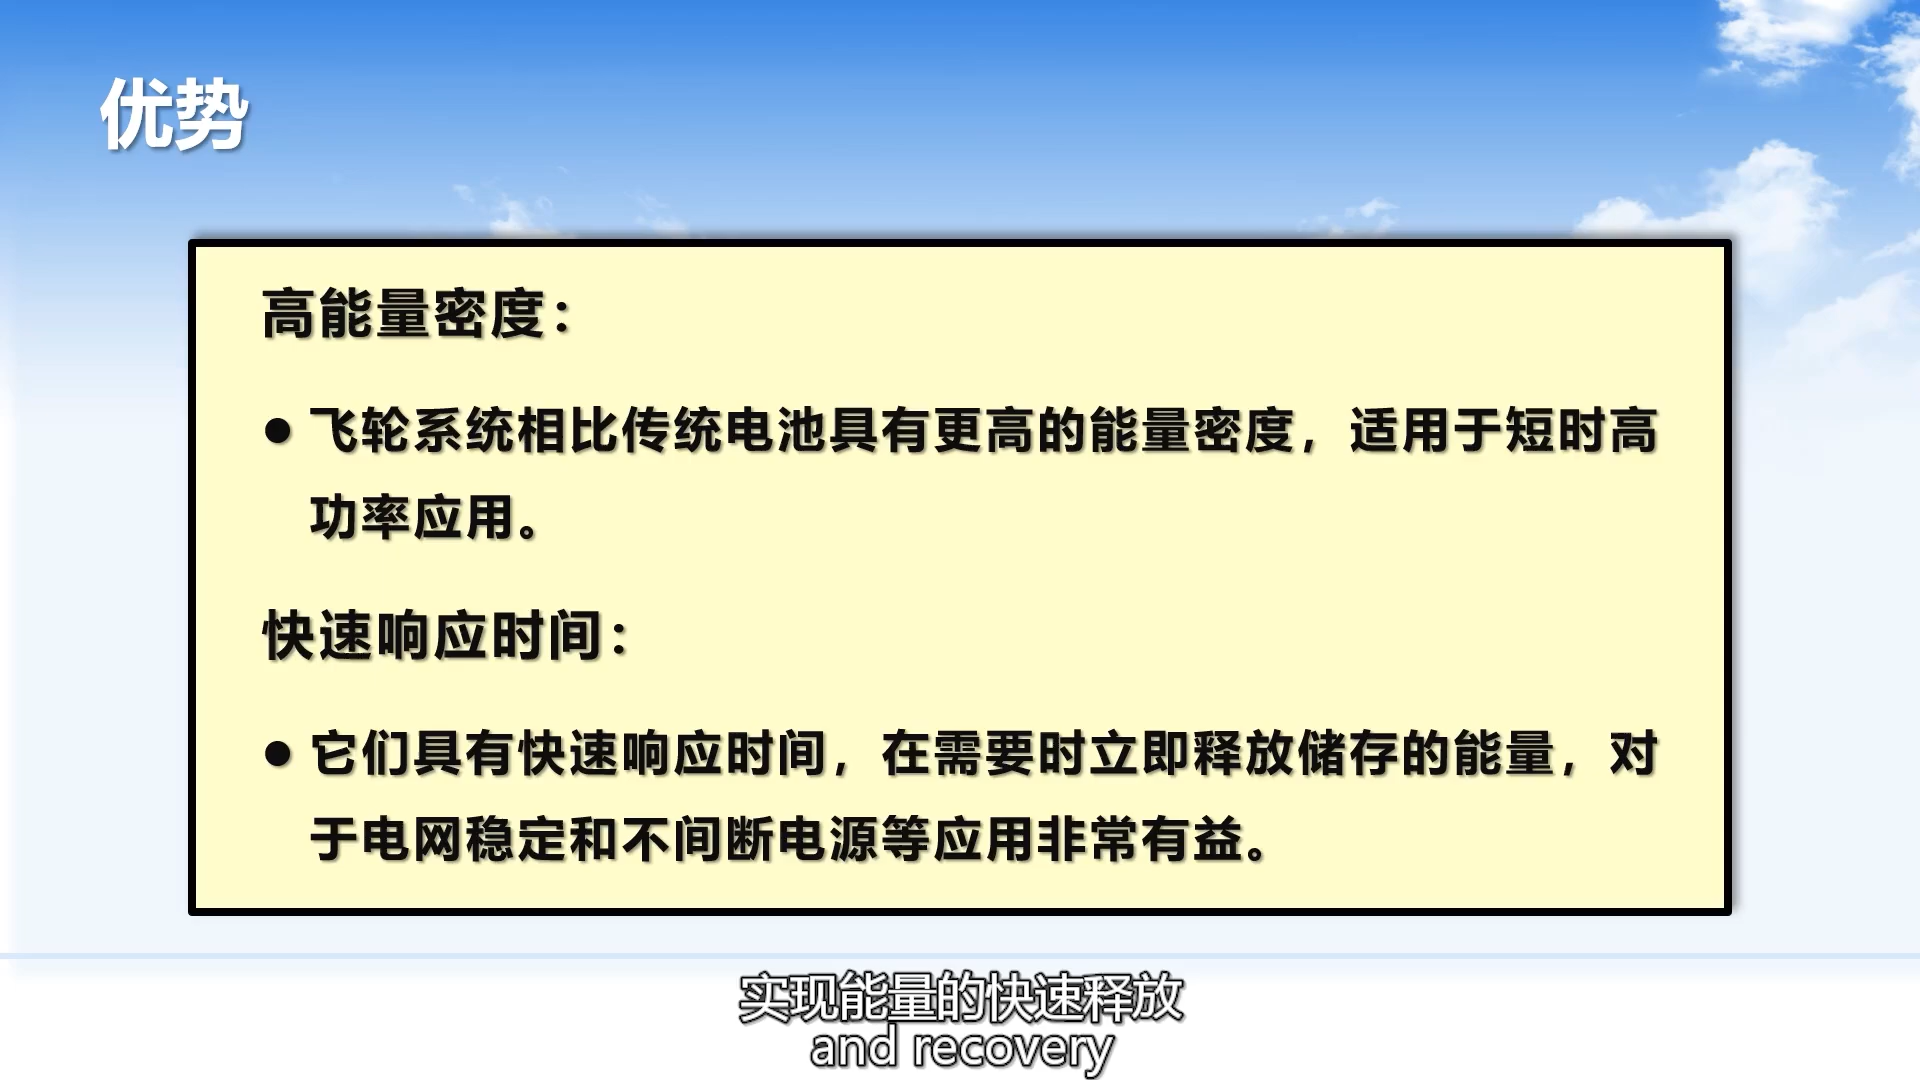 优势
高能量密度：
● 飞轮系统相比传统电池具有更高的能量密度，适用于短时高
功率应用。
快速响应时间：
● 它们具有快速响应时间，在需要时立即释放储存的能量，对
于电网稳定和不间断电源等应用非常有益。
实现能量的快速释放
and recovery